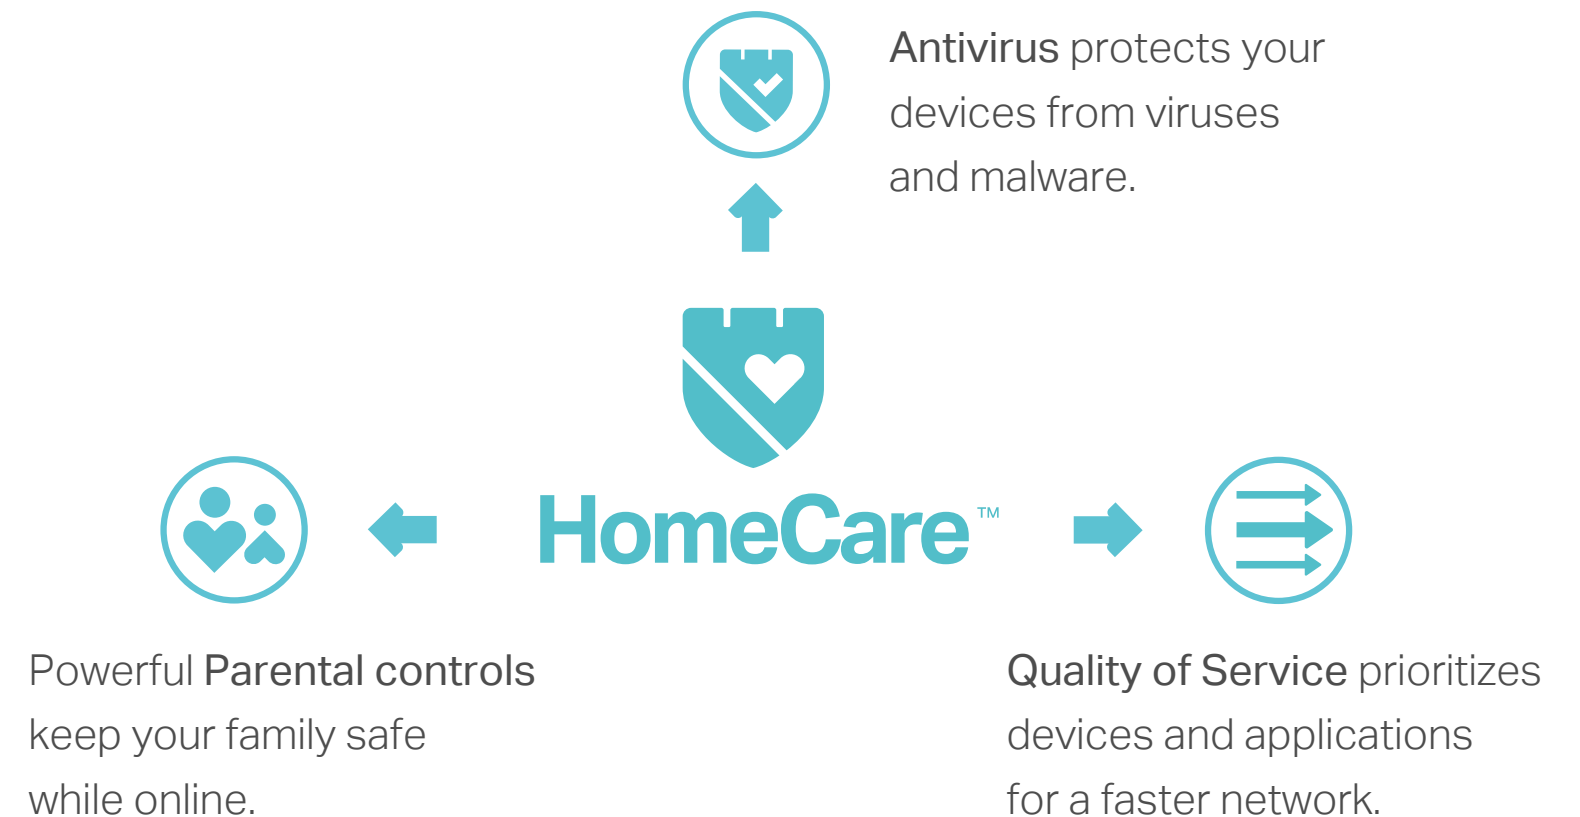 Antivirus protects your
devices from viruses
and malware.
HomeCare™
Powerful Parental controls
keep your family safe
while online.
Quality of Service prioritizes
devices and applications
for a faster network.